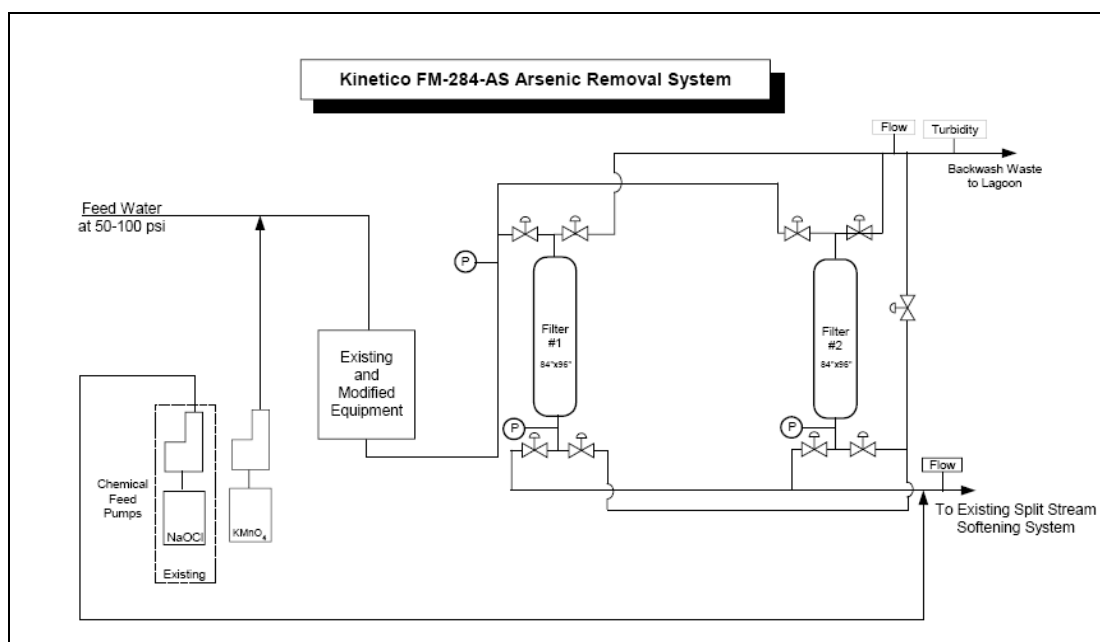 Kinetico FM-284-AS Arsenic Removal System
Flow
Turbidity
Backwash Waste
to Lagoon
Feed Water
at 50-100 psi
P
Filter
#1
84"x96"
Filter
#2
84"x96"
Existing
and
Modified
Equipment
P
P
Chemical
Feed
Pumps
NaOCl
KMnO₄
Existing
Flow
To Existing Split Stream
Softening System